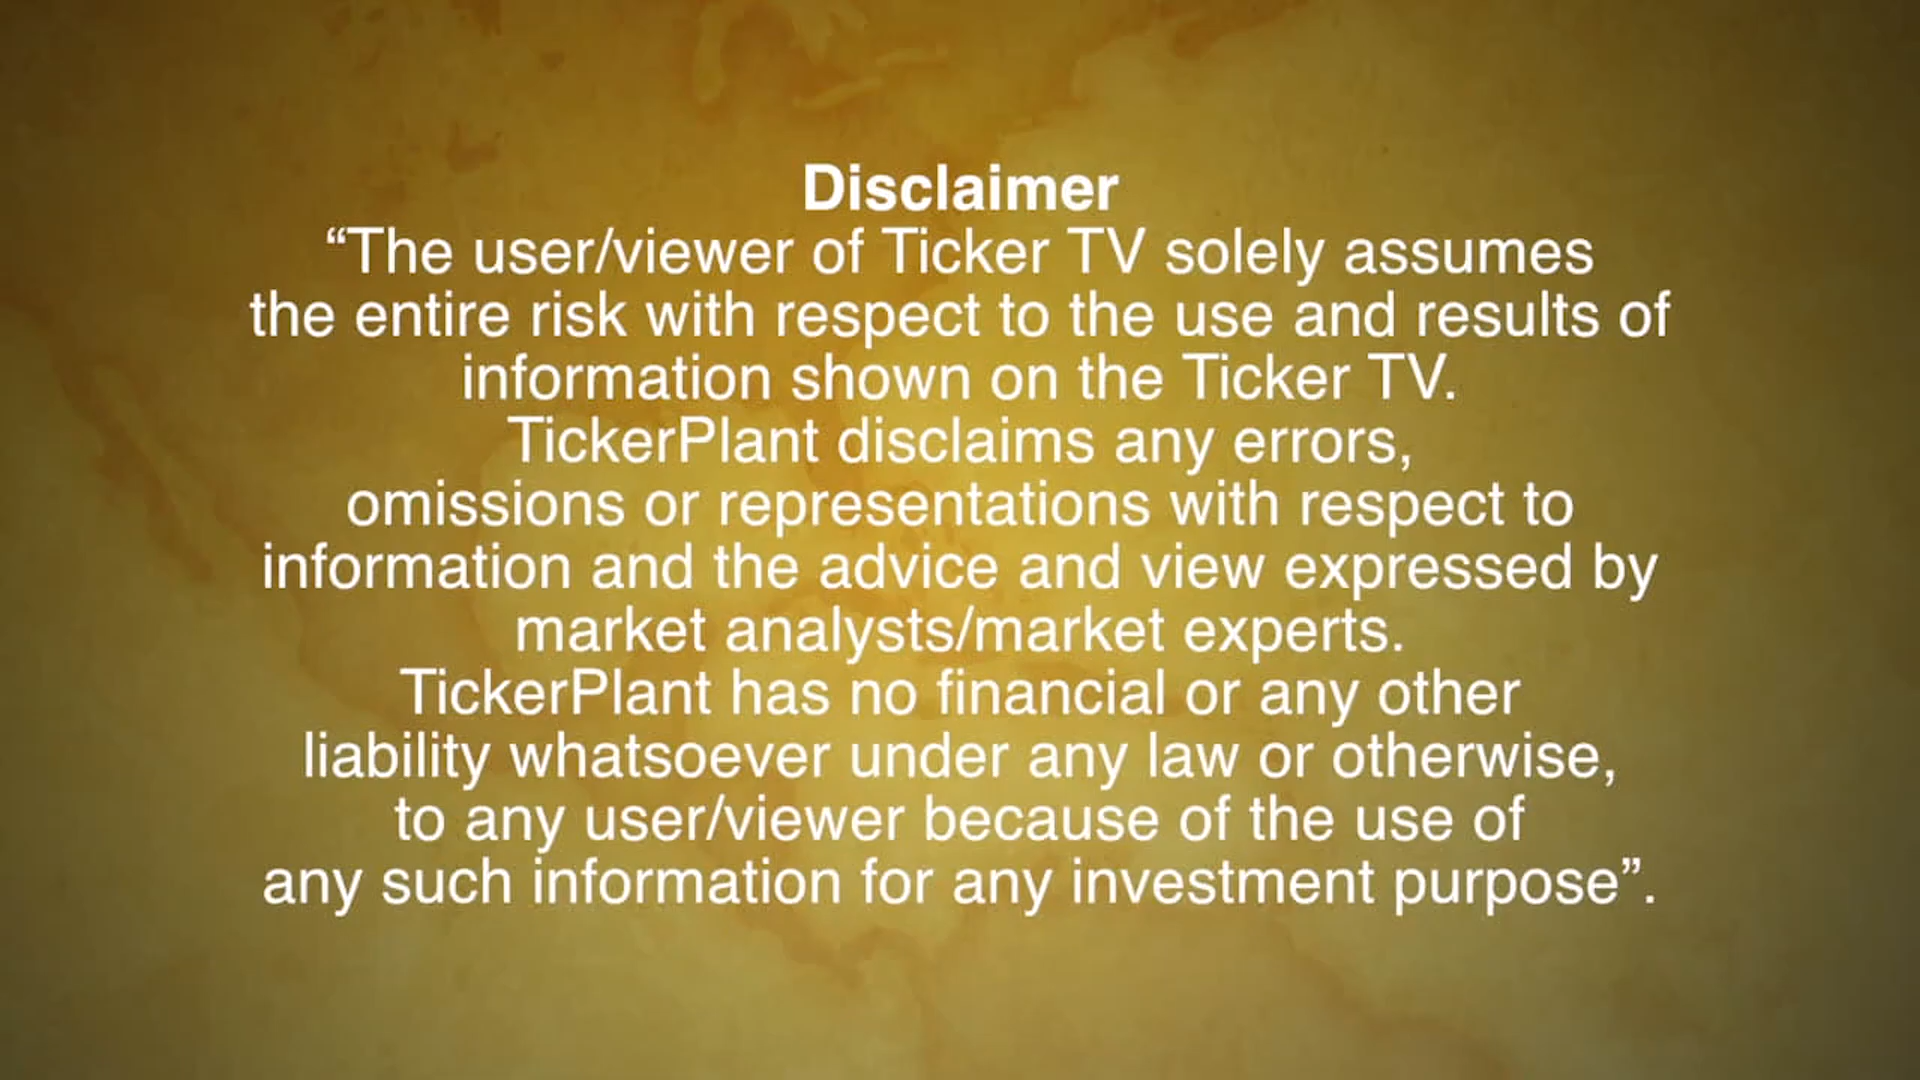 Disclaimer
“The user/viewer of Ticker TV solely assumes
the entire risk with respect to the use and results of
information shown on the Ticker TV.
TickerPlant disclaims any errors,
omissions or representations with respect to
information and the advice and view expressed by
market analysts/market experts.
TickerPlant has no financial or any other
liability whatsoever under any law or otherwise,
to any user/viewer because of the use of
any such information for any investment purpose”.